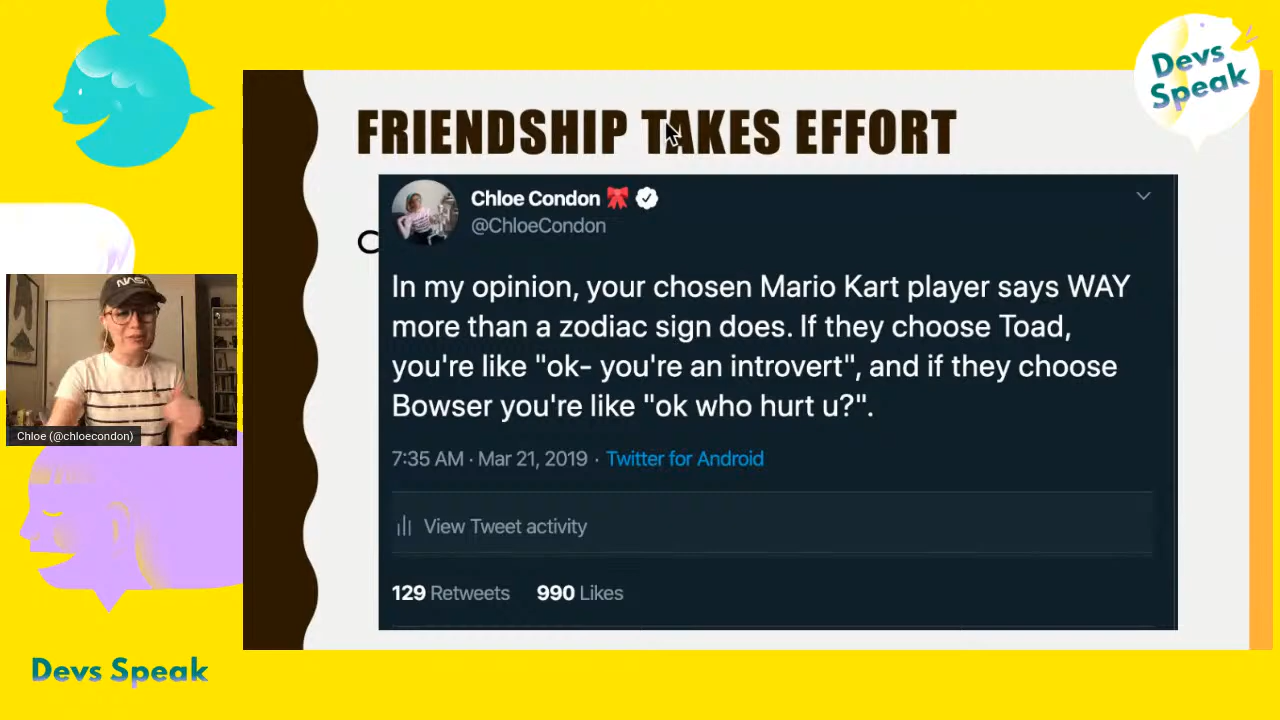 Devs
Speak
FRIENDSHIP TAKES EFFORT
Chloe Condon
@ChloeCondon
C
In my opinion, your chosen Mario Kart player says WAY
more than a zodiac sign does. If they choose Toad,
you're like "ok- you're an introvert", and if they choose
Bowser you're like "ok who hurt u?".
7:35 AM · Mar 21, 2019 · Twitter for Android
View Tweet activity
129 Retweets 990 Likes
NASA
Chloe (@chloecondon)
Devs Speak